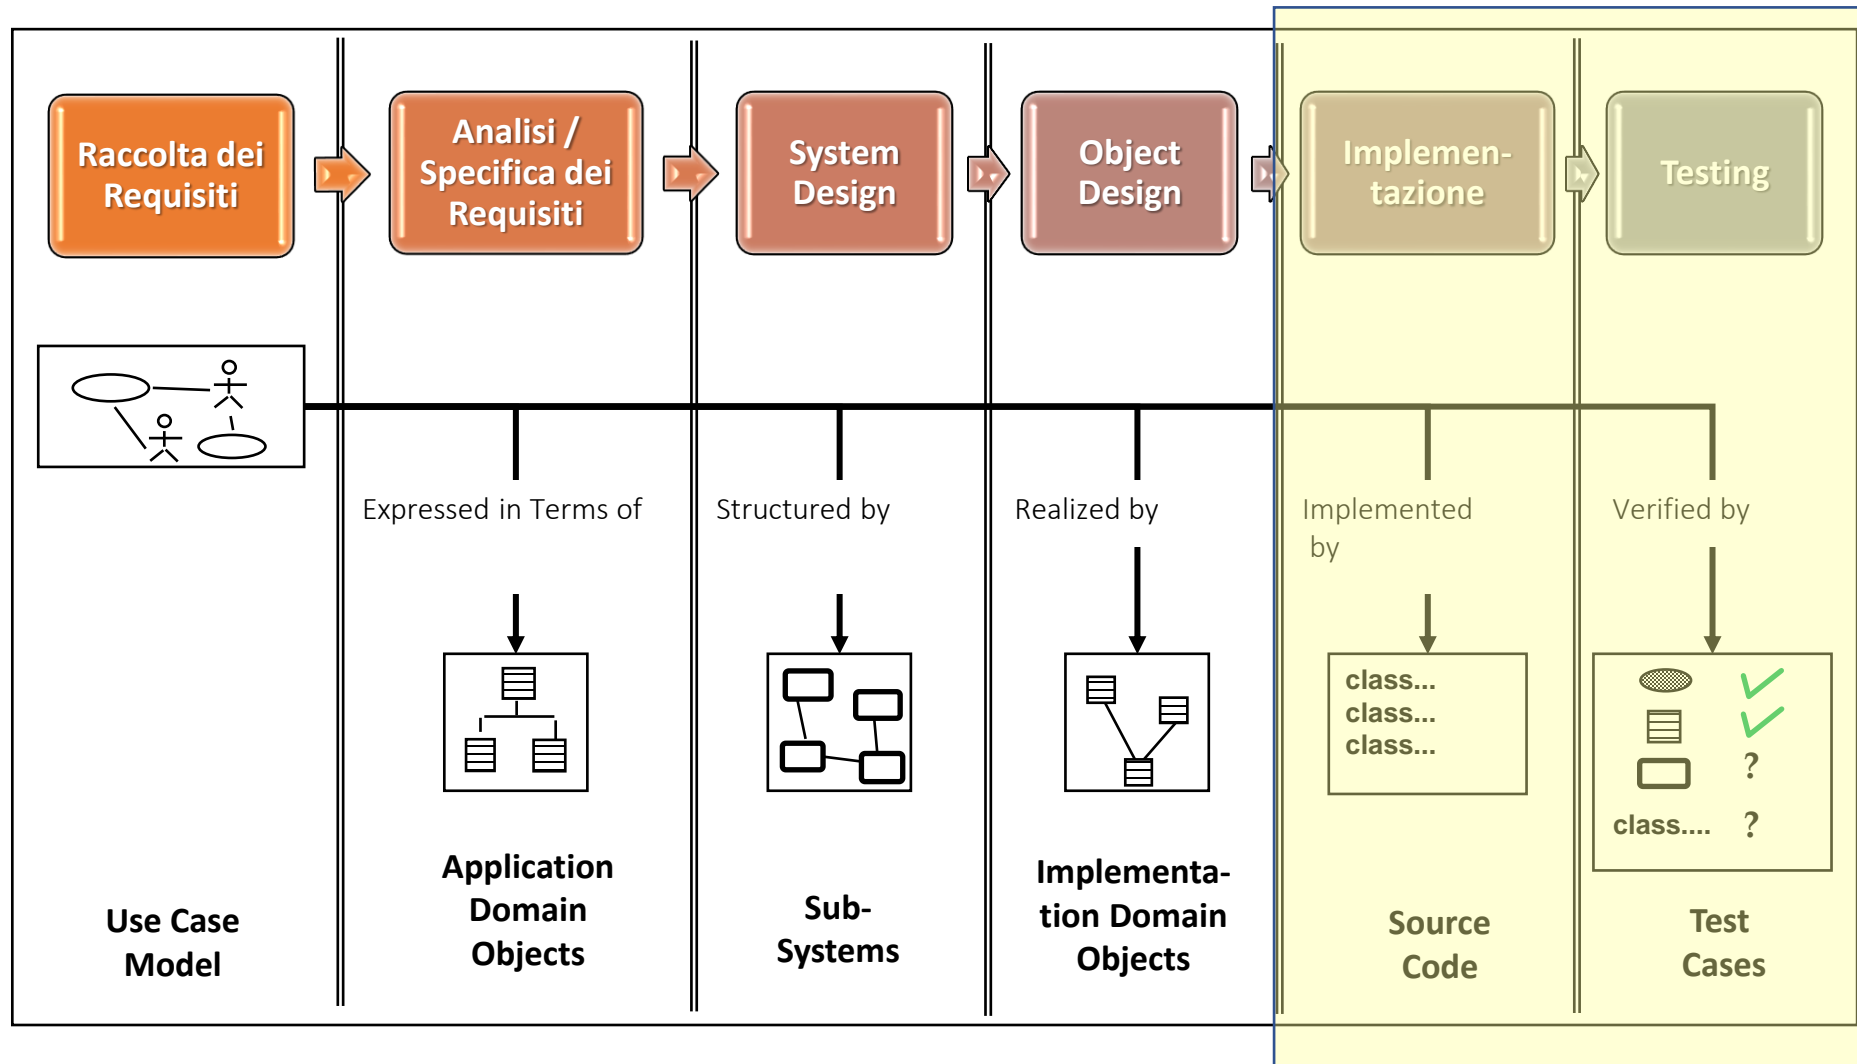 Raccolta dei
Requisiti
Analisi /
Specifica dei
Requisiti
System
Design
Object
Design
Implemen-
tazione
Testing
Expressed in Terms of
Structured by
Realized by
Implemented
by
Verified by
class...
class...
class...
?
class.... ?
Use Case
Model
Application
Domain
Objects
Sub-
Systems
Implementa-
tion Domain
Objects
Source
Code
Test
Cases